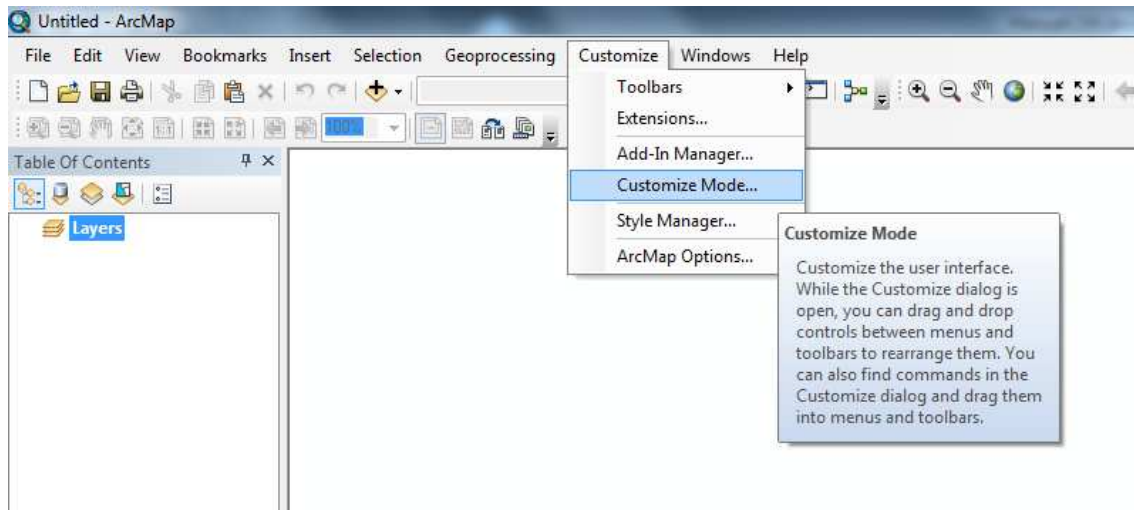 Untitled - ArcMap
File Edit View Bookmarks Insert Selection Geoprocessing Customize Windows Help
Toolbars
Extensions...
100%
Table Of Contents
Add-In Manager...
Customize Mode...
Layers
Style Manager...
ArcMap Options...
Customize Mode
Customize the user interface.
While the Customize dialog is
open, you can drag and drop
controls between menus and
toolbars to rearrange them. You
can also find commands in the
Customize dialog and drag them
into menus and toolbars.